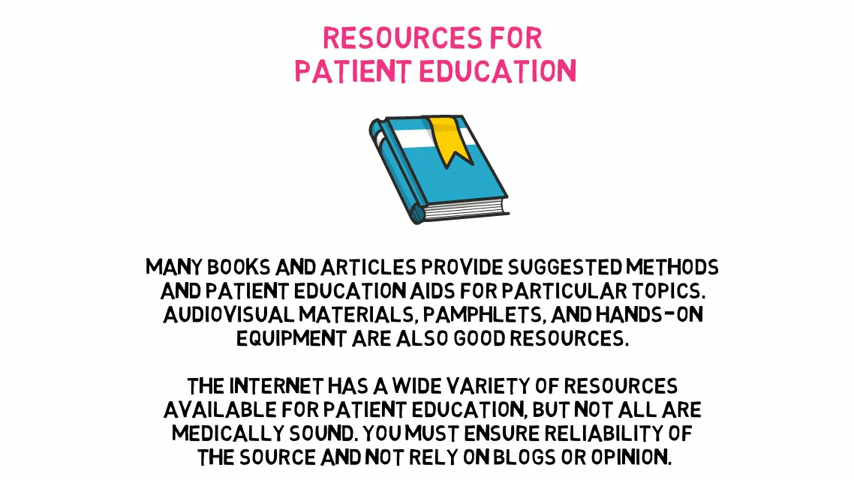 RESOURCES FOR
PATIENT EDUCATION
MANY BOOKS AND ARTICLES PROVIDE SUGGESTED METHODS
AND PATIENT EDUCATION AIDS FOR PARTICULAR TOPICS.
AUDIOVISUAL MATERIALS, PAMPHLETS, AND HANDS-ON
EQUIPMENT ARE ALSO GOOD RESOURCES.
THE INTERNET HAS A WIDE VARIETY OF RESOURCES
AVAILABLE FOR PATIENT EDUCATION, BUT NOT ALL ARE
MEDICALLY SOUND. YOU MUST ENSURE RELIABILITY OF
THE SOURCE AND NOT RELY ON BLOGS OR OPINION.